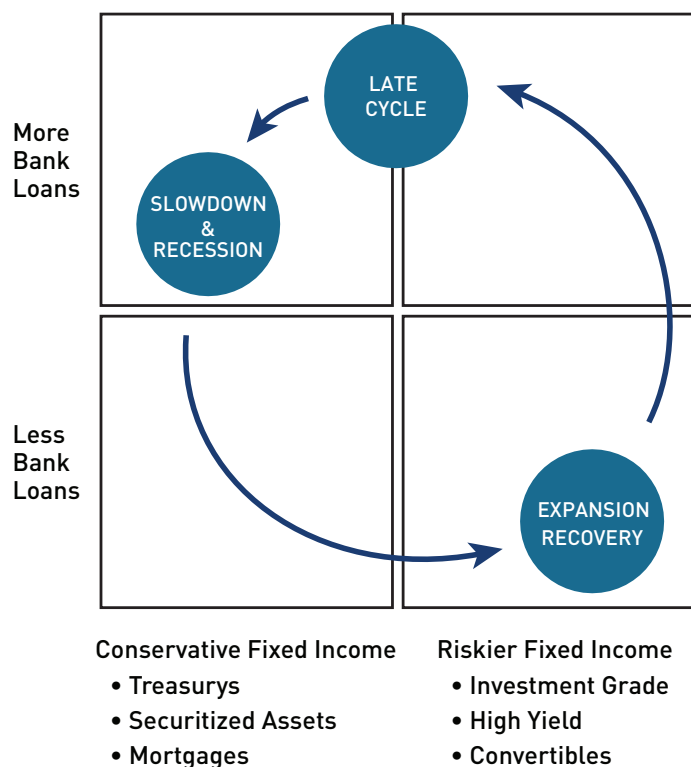 LATE
CYCLE
More
Bank
Loans
SLOWDOWN
&
RECESSION
Less
Bank
Loans
EXPANSION
RECOVERY
Conservative Fixed Income
• Treasurys
• Securitized Assets
• Mortgages
Riskier Fixed Income
• Investment Grade
• High Yield
• Convertibles